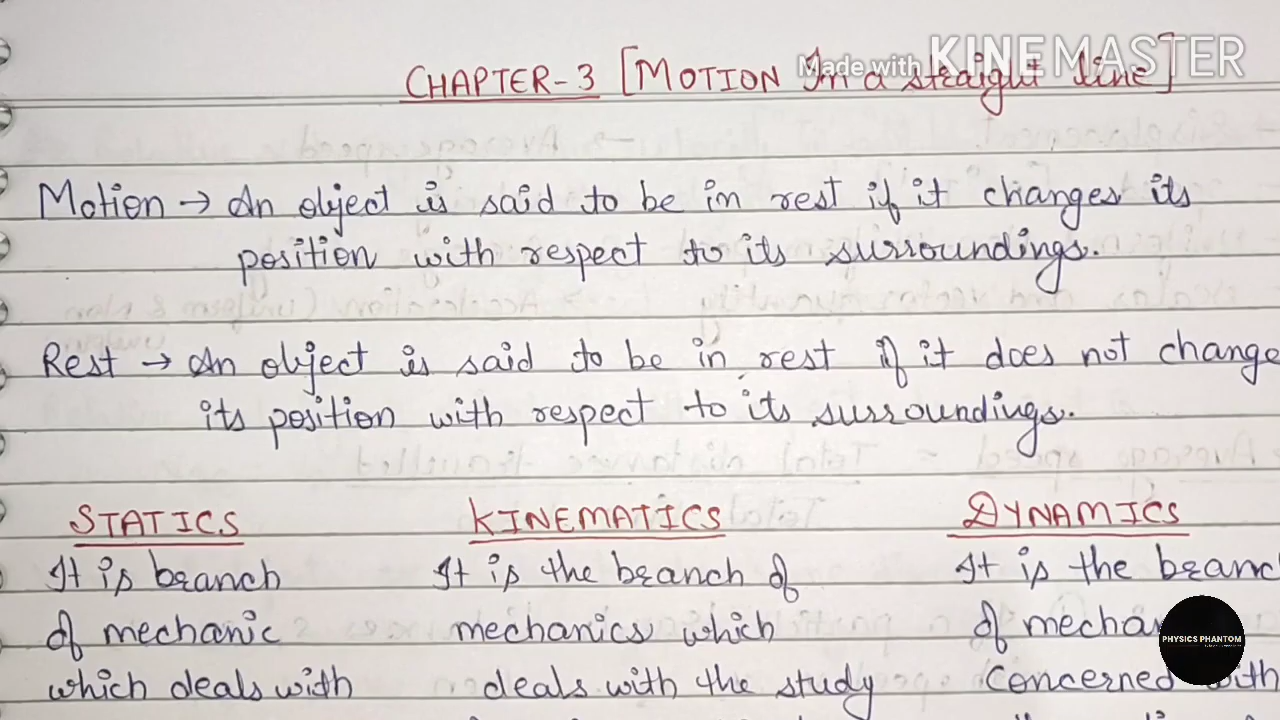 Made with KINEMASTER
CHAPTER-3 [MOTION In a straight line]
Motion → An object is said to be in rest if it changes its
position with respect to its surroundings.
Rest → An object is said to be in rest if it does not change
its position with respect to its surroundings.
STATICS KINEMATICS DYNAMICS
It is branch It is the branch of It is the branc
of mechanic mechanics which of mecha
which deals with deals with the study concerned with
PHYSICS PHANTOM